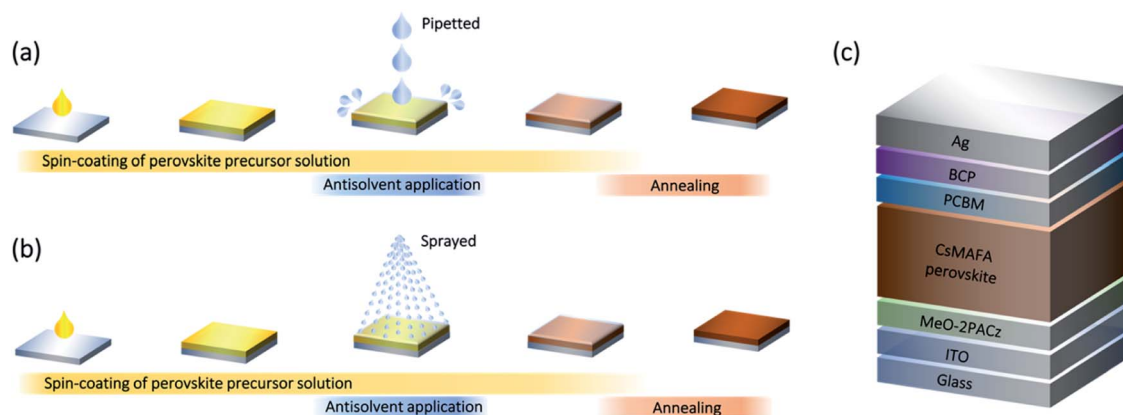 (a)
Pipetted
Spin-coating of perovskite precursor solution
Antisolvent application
Annealing
(b)
Sprayed
Spin-coating of perovskite precursor solution
Antisolvent application
Annealing
(c)
Ag
BCP
PCBM
CsMAFA
perovskite
MeO-2PACz
ITO
Glass